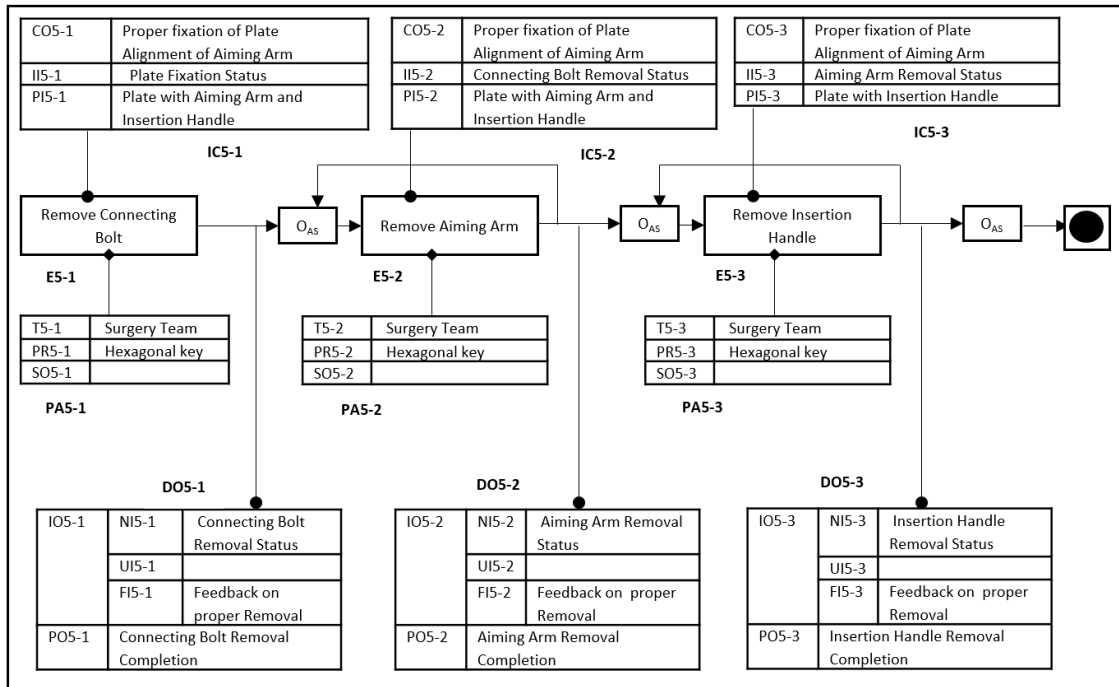 CO5-1 Proper fixation of Plate
Alignment of Aiming Arm
II5-1 Plate Fixation Status
PI5-1 Plate with Aiming Arm and
Insertion Handle
IC5-1
CO5-2 Proper fixation of Plate
Alignment of Aiming Arm
II5-2 Connecting Bolt Removal Status
PI5-2 Plate with Aiming Arm and
Insertion Handle
IC5-2
CO5-3 Proper fixation of Plate
Alignment of Aiming Arm
II5-3 Aiming Arm Removal Status
PI5-3 Plate with Insertion Handle
IC5-3
Remove Connecting
Bolt
E5-1
OAS
Remove Aiming Arm
E5-2
OAS
Remove Insertion
Handle
E5-3
OAS
T5-1 Surgery Team
PR5-1 Hexagonal key
SO5-1
PA5-1
T5-2 Surgery Team
PR5-2 Hexagonal key
SO5-2
PA5-2
T5-3 Surgery Team
PR5-3 Hexagonal key
SO5-3
PA5-3
DO5-1
IO5-1 NI5-1 Connecting Bolt
Removal Status
UI5-1
FI5-1 Feedback on
proper Removal
PO5-1 Connecting Bolt Removal
Completion
DO5-2
IO5-2 NI5-2 Aiming Arm Removal
Status
UI5-2
FI5-2 Feedback on proper
Removal
PO5-2 Aiming Arm Removal
Completion
DO5-3
IO5-3 NI5-3 Insertion Handle
Removal Status
UI5-3
FI5-3 Feedback on proper
Removal
PO5-3 Insertion Handle Removal
Completion